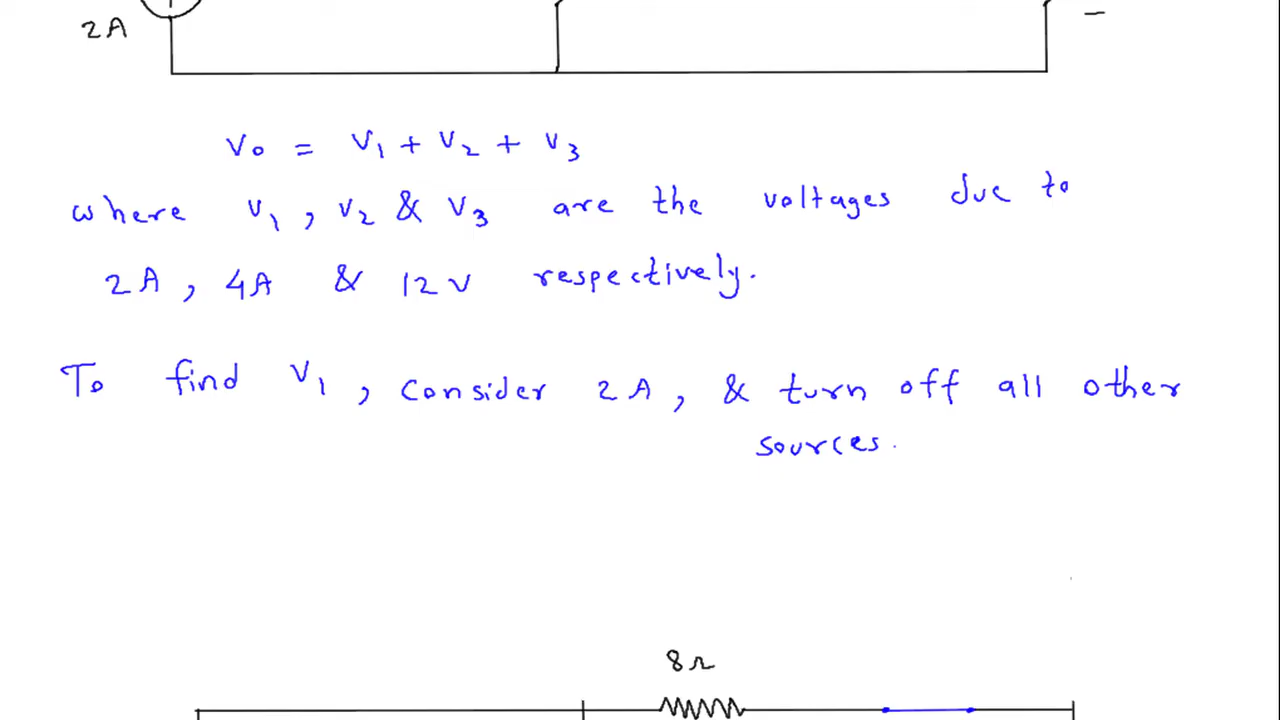 2A
−
V₀ = V₁ + V₂ + V₃
where V₁, V₂ & V₃ are the voltages due to
2A, 4A & 12V respectively.
To find V₁, consider 2A, & turn off all other
sources.
8Ω